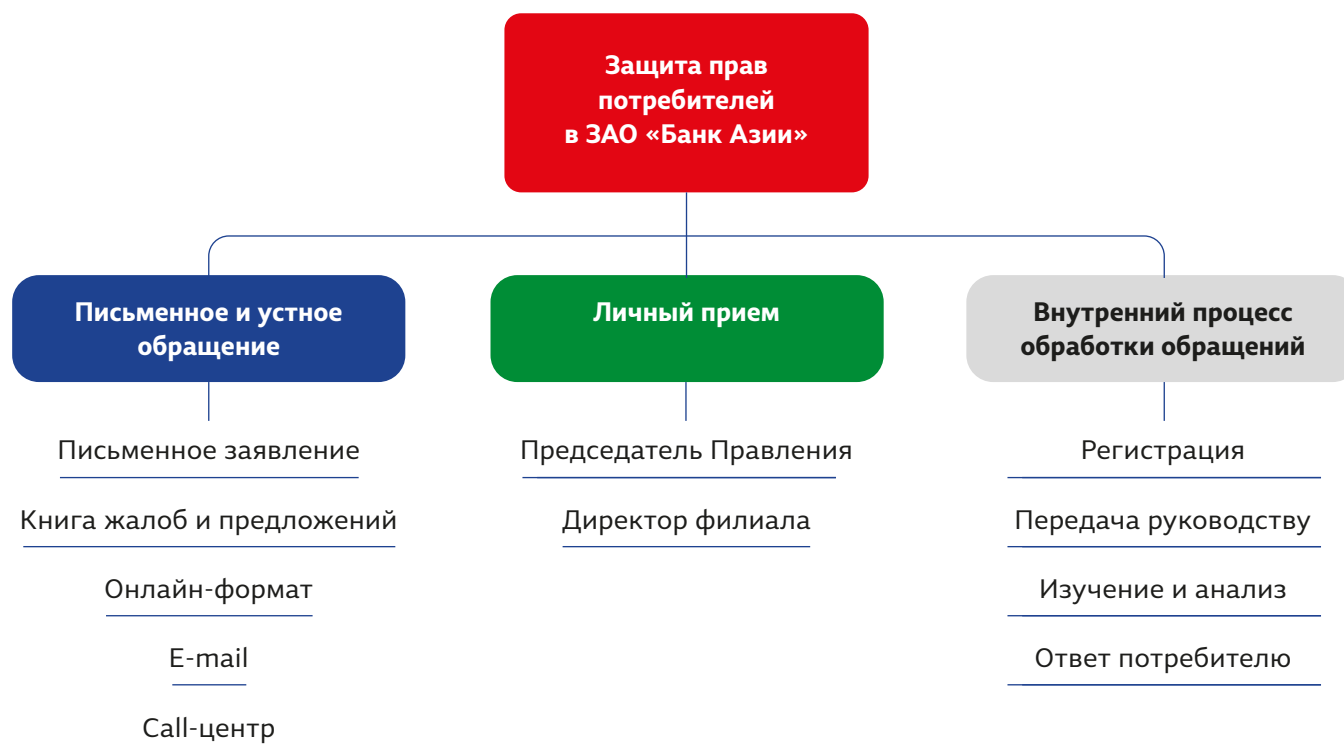 Защита прав
потребителей
в ЗАО «Банк Азии»
Письменное и устное
обращение
Письменное заявление
Книга жалоб и предложений
Онлайн-формат
E-mail
Call-центр
Личный прием
Председатель Правления
Директор филиала
Внутренний процесс
обработки обращений
Регистрация
Передача руководству
Изучение и анализ
Ответ потребителю